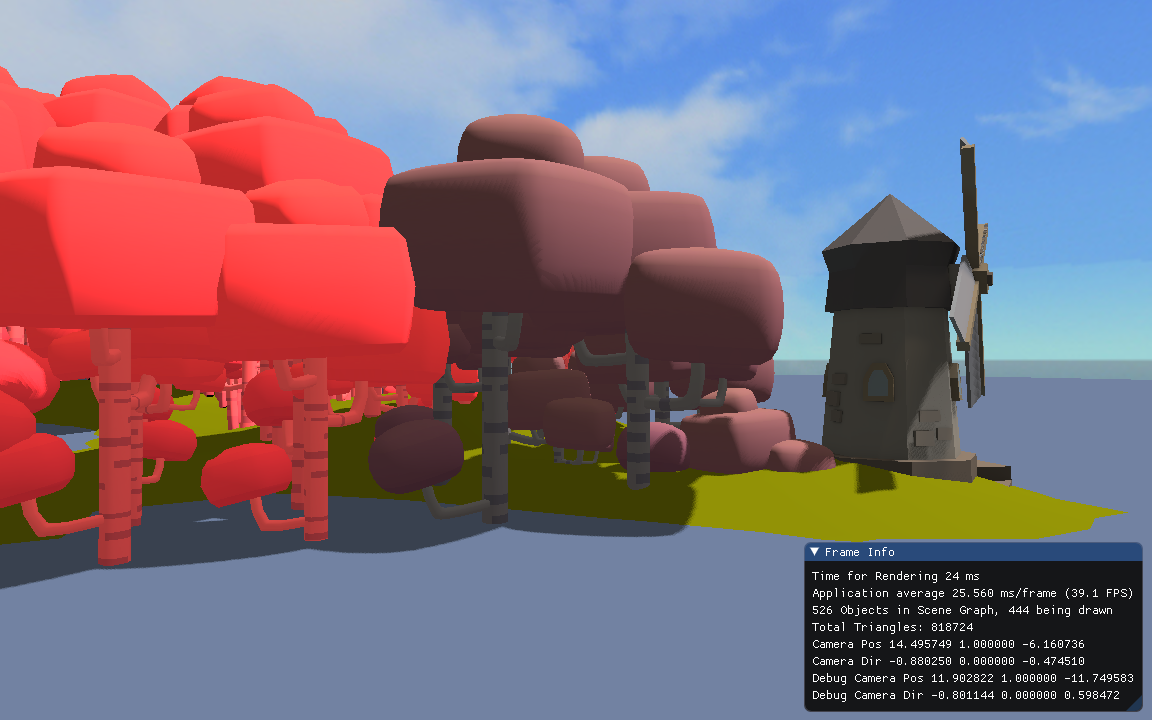 Frame Info
Time for Rendering 24 ms
Application average 25.560 ms/frame (39.1 FPS)
526 Objects in Scene Graph, 444 being drawn
Total Triangles: 818724
Camera Pos 14.495749 1.000000 -6.160736
Camera Dir -0.880250 0.000000 -0.474510
Debug Camera Pos 11.902822 1.000000 -11.749583
Debug Camera Dir -0.801144 0.000000 0.598472